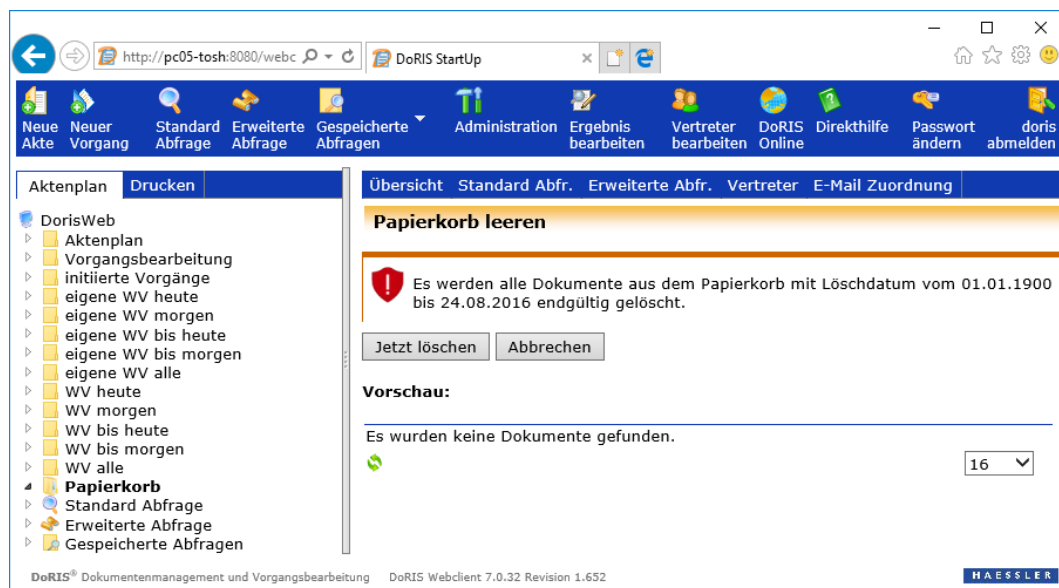 http://pc05-tosh:8080/webc
DoRIS StartUp
Neue Akte
Neuer Vorgang
Standard Abfrage
Erweiterte Abfrage
Gespeicherte Abfragen
Administration
Ergebnis bearbeiten
Vertreter bearbeiten
DoRIS Online
Direkthilfe
Passwort ändern
doris abmelden
Aktenplan
Drucken
Übersicht
Standard Abfr.
Erweiterte Abfr.
Vertreter
E-Mail Zuordnung
DorisWeb
Aktenplan
Vorgangsbearbeitung
initiierte Vorgänge
eigene WV heute
eigene WV morgen
eigene WV bis heute
eigene WV bis morgen
eigene WV alle
WV heute
WV morgen
WV bis heute
WV bis morgen
WV alle
Papierkorb
Standard Abfrage
Erweiterte Abfrage
Gespeicherte Abfragen
Papierkorb leeren
Es werden alle Dokumente aus dem Papierkorb mit Löschdatum vom 01.01.1900
bis 24.08.2016 endgültig gelöscht.
Jetzt löschen
Abbrechen
Vorschau:
Es wurden keine Dokumente gefunden.
16
DoRIS® Dokumentenmanagement und Vorgangsbearbeitung
DoRIS Webclient 7.0.32 Revision 1.652
HAESSLER